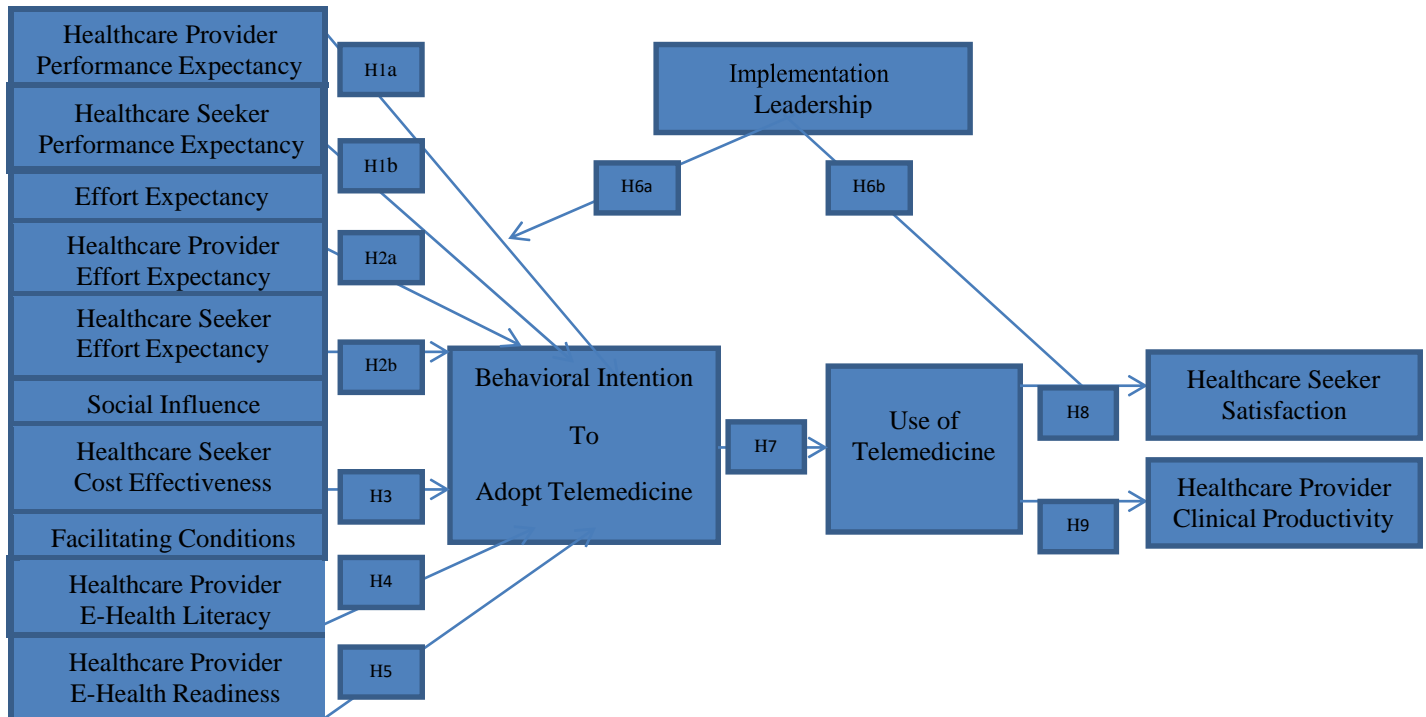 Healthcare Provider
Performance Expectancy
Healthcare Seeker
Performance Expectancy
Effort Expectancy
Healthcare Provider
Effort Expectancy
Healthcare Seeker
Effort Expectancy
Social Influence
Healthcare Seeker
Cost Effectiveness
Facilitating Conditions
Healthcare Provider
E-Health Literacy
Healthcare Provider
E-Health Readiness
H1a
H1b
H2a
H2b
H3
H4
H5
Implementation
Leadership
H6a
H6b
Behavioral Intention
To
Adopt Telemedicine
H7
Use of
Telemedicine
H8
H9
Healthcare Seeker
Satisfaction
Healthcare Provider
Clinical Productivity